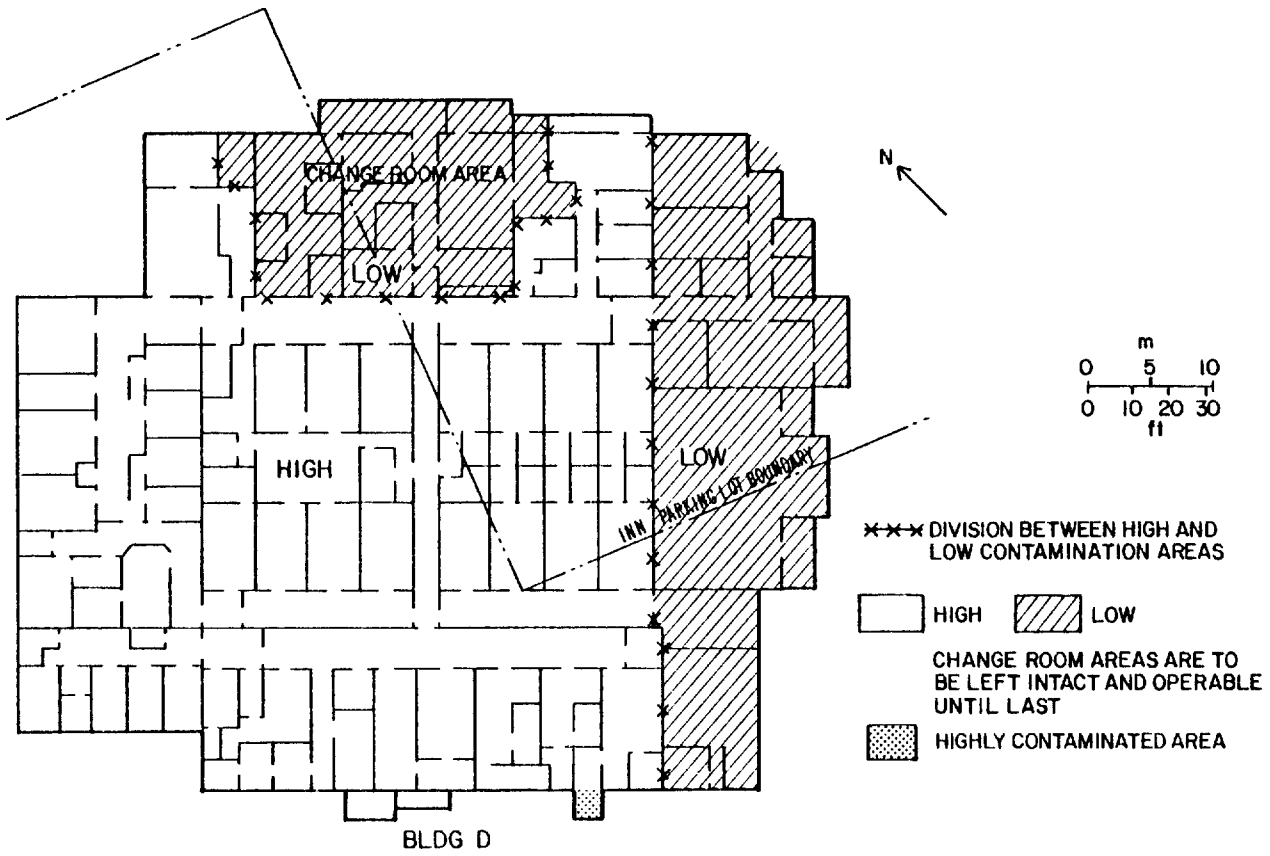 CHANGE ROOM AREA
N
LOW
m
0 5 10
0 10 20 30
ft
HIGH
LOW
INN PARKING LOT BOUNDARY
DIVISION BETWEEN HIGH AND
LOW CONTAMINATION AREAS
HIGH
LOW
CHANGE ROOM AREAS ARE TO
BE LEFT INTACT AND OPERABLE
UNTIL LAST
HIGHLY CONTAMINATED AREA
BLDG D